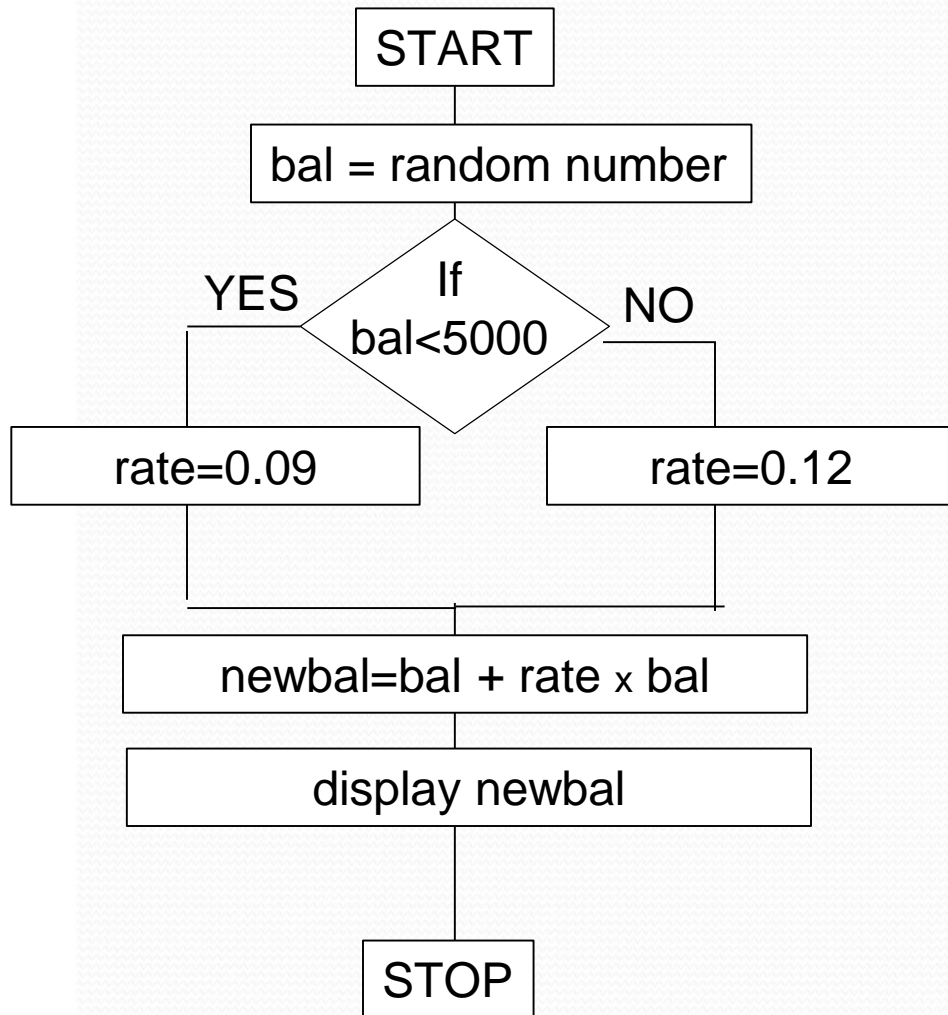 START
bal = random number
If
YES
NO
bal<5000
rate=0.09
rate=0.12
newbal=bal + rate x bal
display newbal
STOP